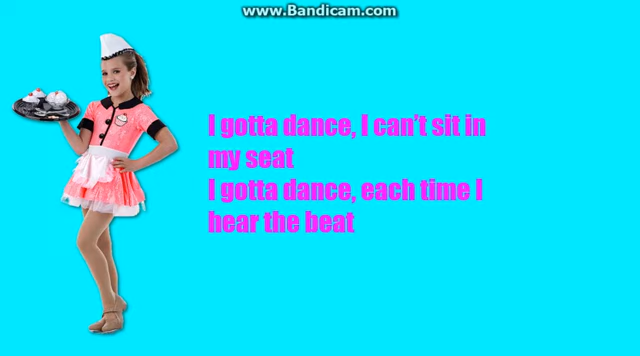 www.Bandicam.com
I gotta dance, I can't sit in
my seat
I gotta dance, each time I
hear the beat